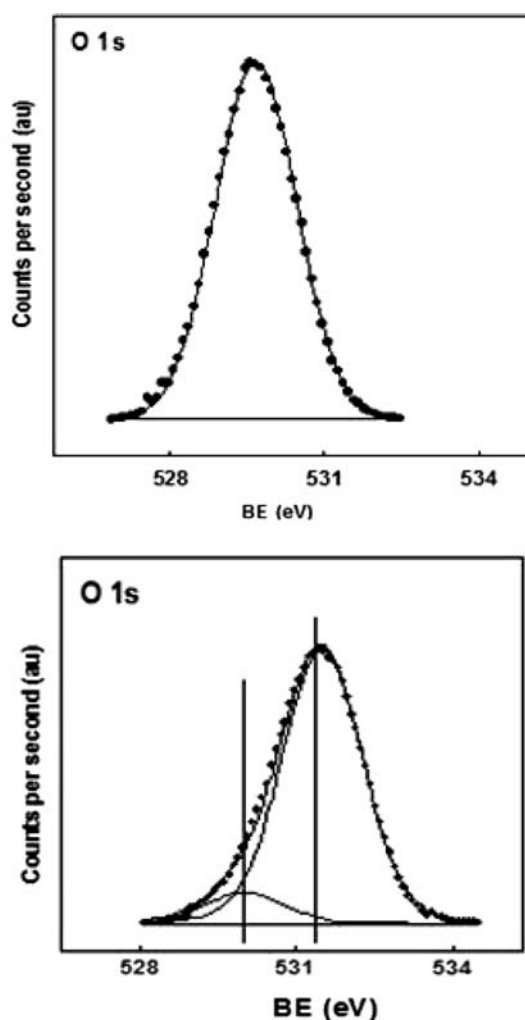 O 1s
Counts per second (au)
528 531 534
BE (eV)
O 1s
Counts per second (au)
528 531 534
BE (eV)